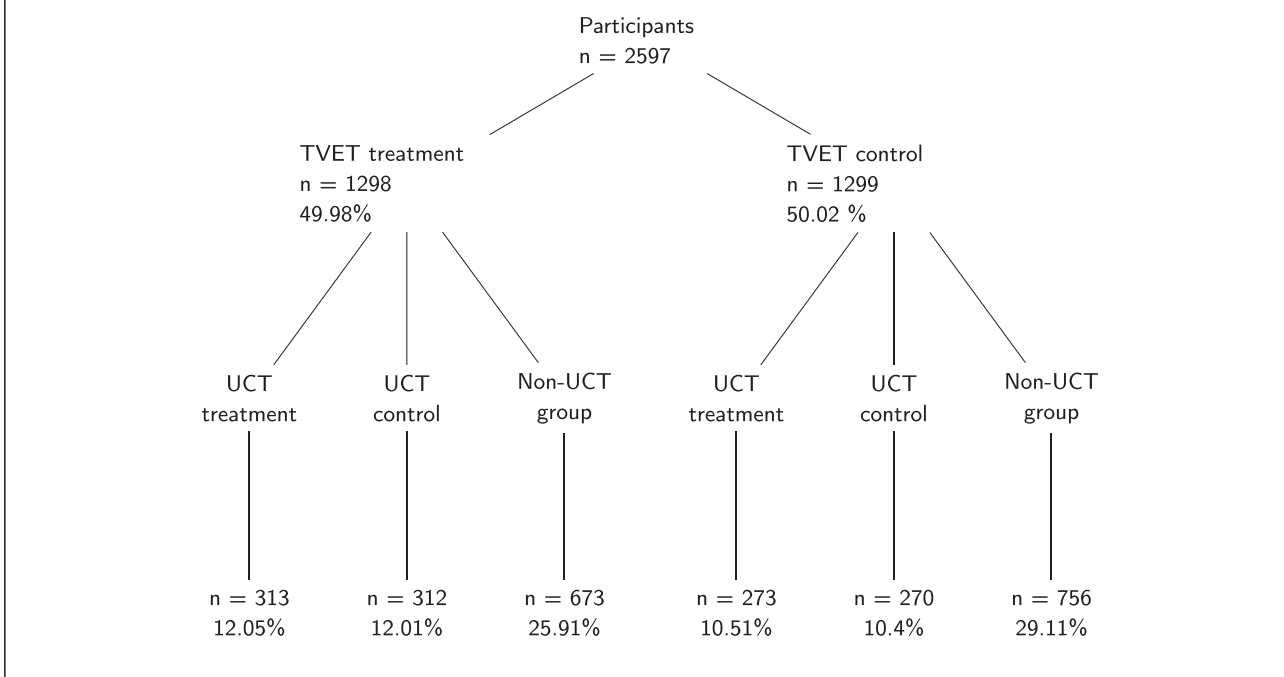 Participants
n = 2597
TVET treatment
n = 1298
49.98%
TVET control
n = 1299
50.02 %
UCT
treatment
UCT
control
Non-UCT
group
UCT
treatment
UCT
control
Non-UCT
group
n = 313
12.05%
n = 312
12.01%
n = 673
25.91%
n = 273
10.51%
n = 270
10.4%
n = 756
29.11%